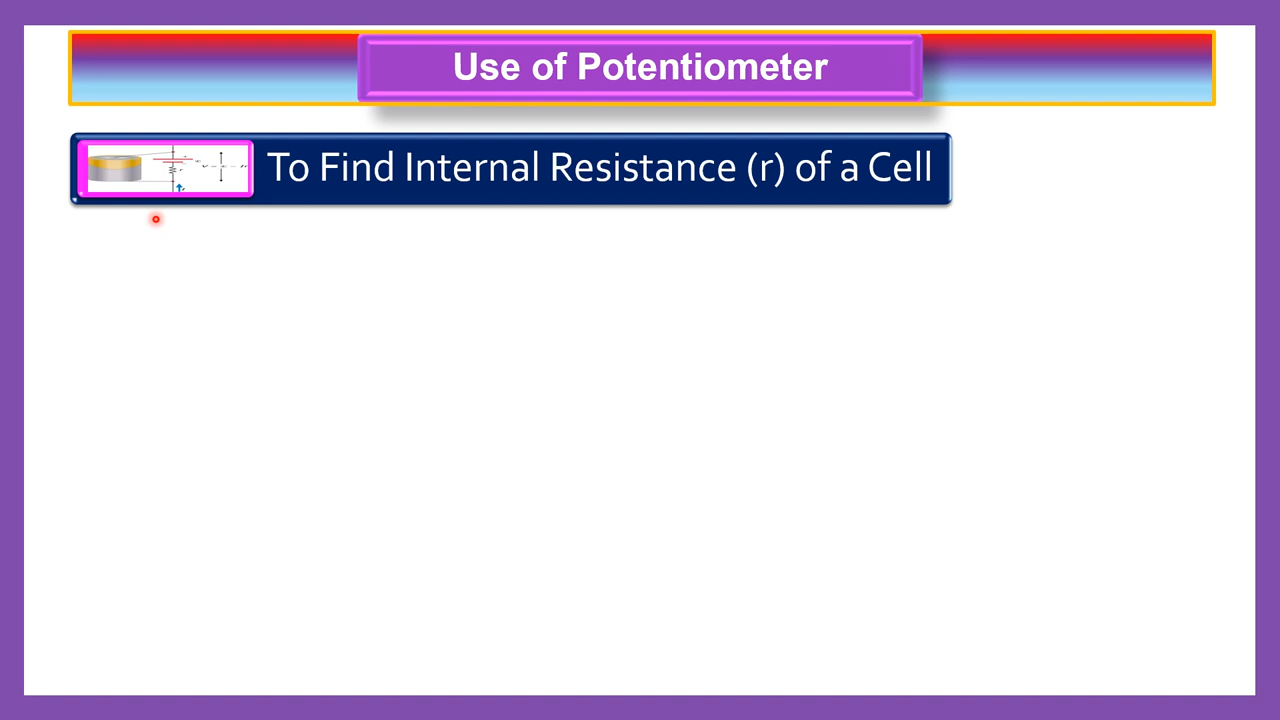 Use of Potentiometer
To Find Internal Resistance (r) of a Cell